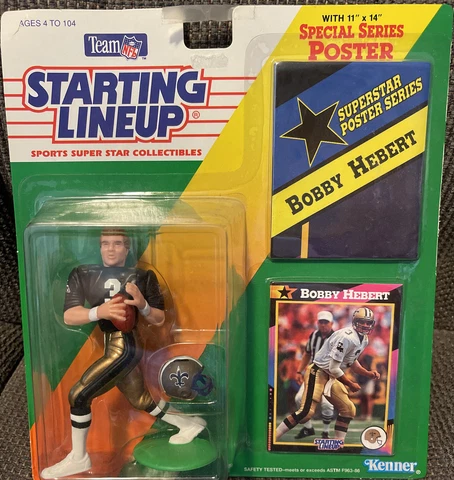 AGES 4 TO 104
Team NFL
STARTING
LINEUP®
SPORTS SUPER STAR COLLECTIBLES
WITH 11" x 14"
SPECIAL SERIES
POSTER
SUPERSTAR
POSTER SERIES
BOBBY HEBERT
3
BOBBY HEBERT
STARTING
LINEUP
SAFETY TESTED–meets or exceeds ASTM F963-86
Kenner